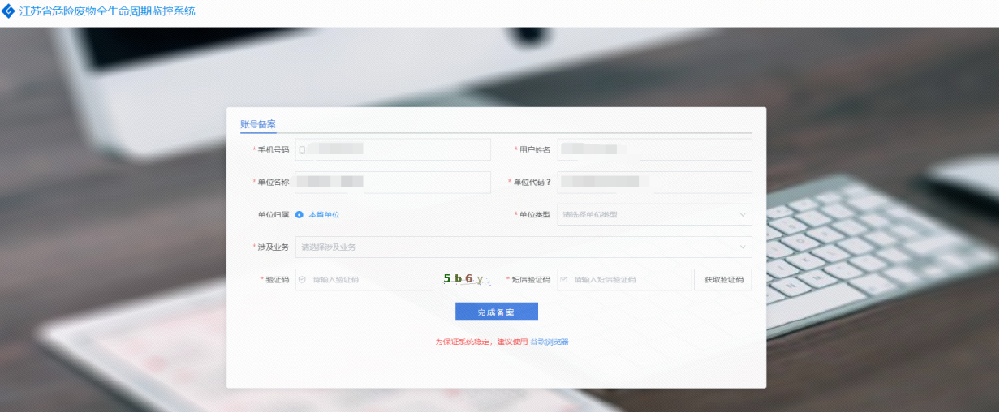 江苏省危险废物全生命周期监控系统
账号备案
* 手机号码
* 用户姓名
* 单位名称
* 单位代码 ?
单位归属 本省单位
* 单位类型 请选择单位类型
* 涉及业务 请选择涉及业务
* 验证码 请输入验证码 5b6y
* 短信验证码 请输入短信验证码 获取验证码
完成备案
为保证系统稳定，建议使用 谷歌浏览器